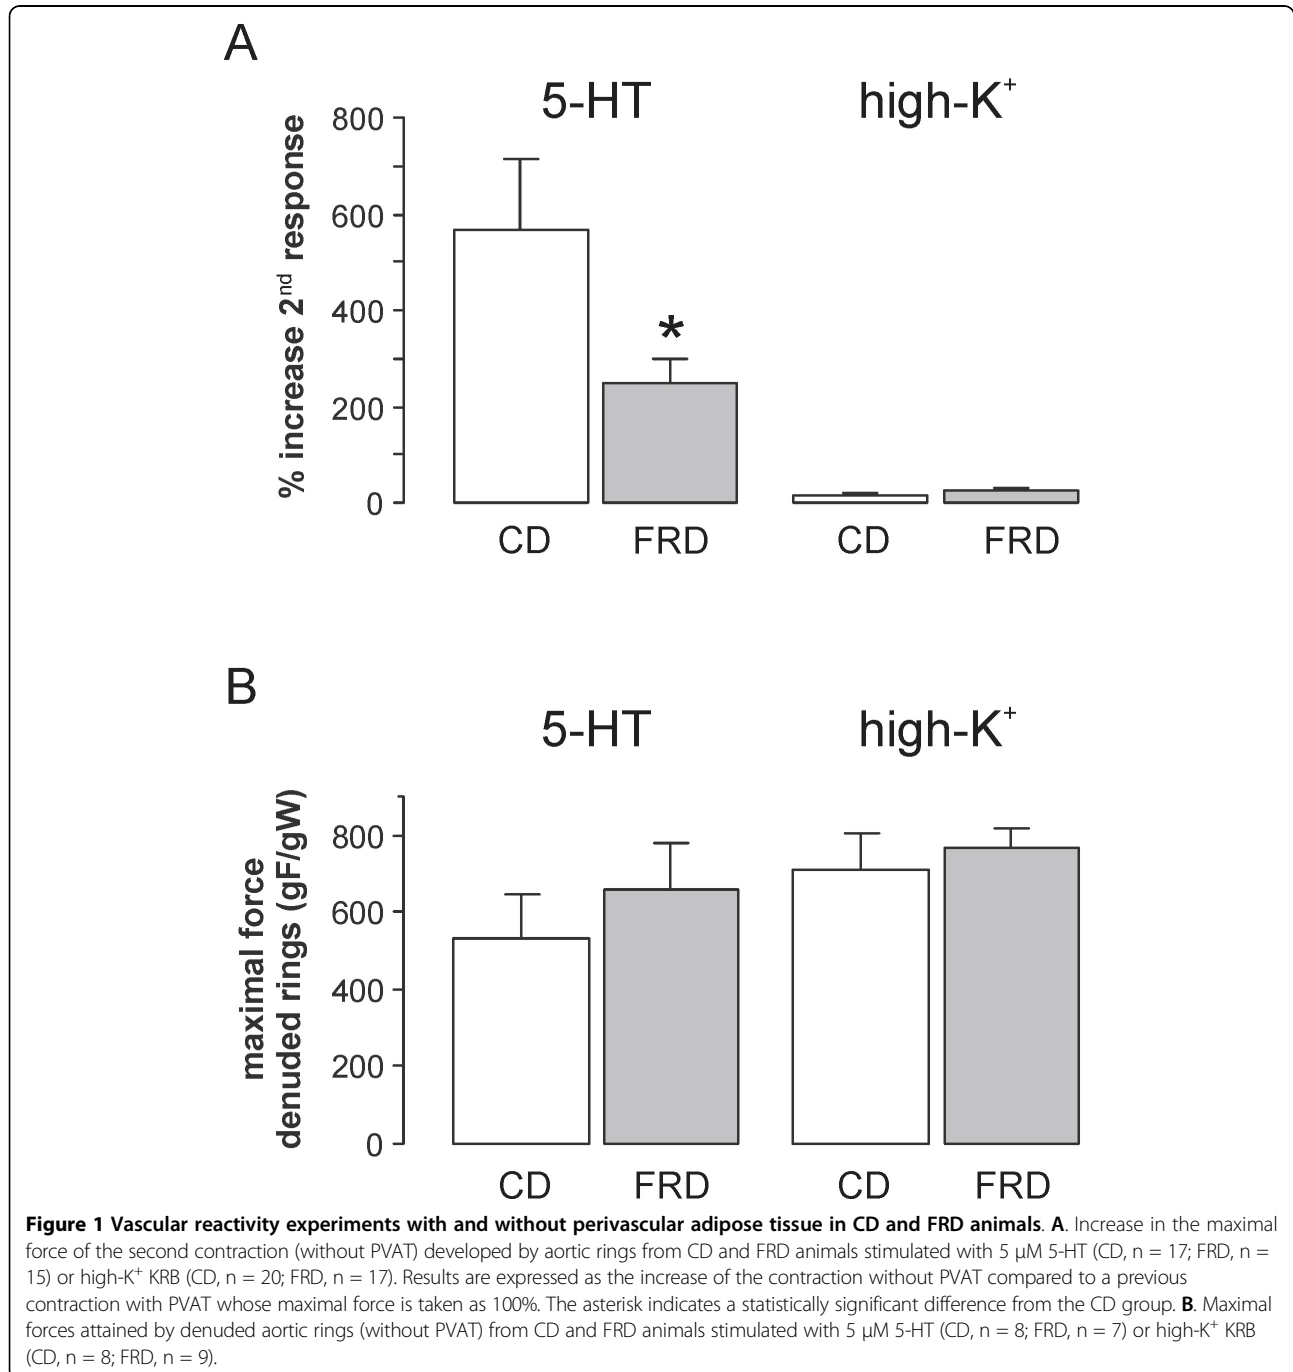 A
5-HT
high-K⁺
% increase 2ⁿᵈ response
800
600
400
200
0
*
CD
FRD
CD
FRD
B
5-HT
high-K⁺
maximal force
denuded rings (gF/gW)
800
600
400
200
0
CD
FRD
CD
FRD
Figure 1 Vascular reactivity experiments with and without perivascular adipose tissue in CD and FRD animals. A. Increase in the maximal
force of the second contraction (without PVAT) developed by aortic rings from CD and FRD animals stimulated with 5 μM 5-HT (CD, n = 17; FRD, n =
15) or high-K⁺ KRB (CD, n = 20; FRD, n = 17). Results are expressed as the increase of the contraction without PVAT compared to a previous
contraction with PVAT whose maximal force is taken as 100%. The asterisk indicates a statistically significant difference from the CD group. B. Maximal
forces attained by denuded aortic rings (without PVAT) from CD and FRD animals stimulated with 5 μM 5-HT (CD, n = 8; FRD, n = 7) or high-K⁺ KRB
(CD, n = 8; FRD, n = 9).